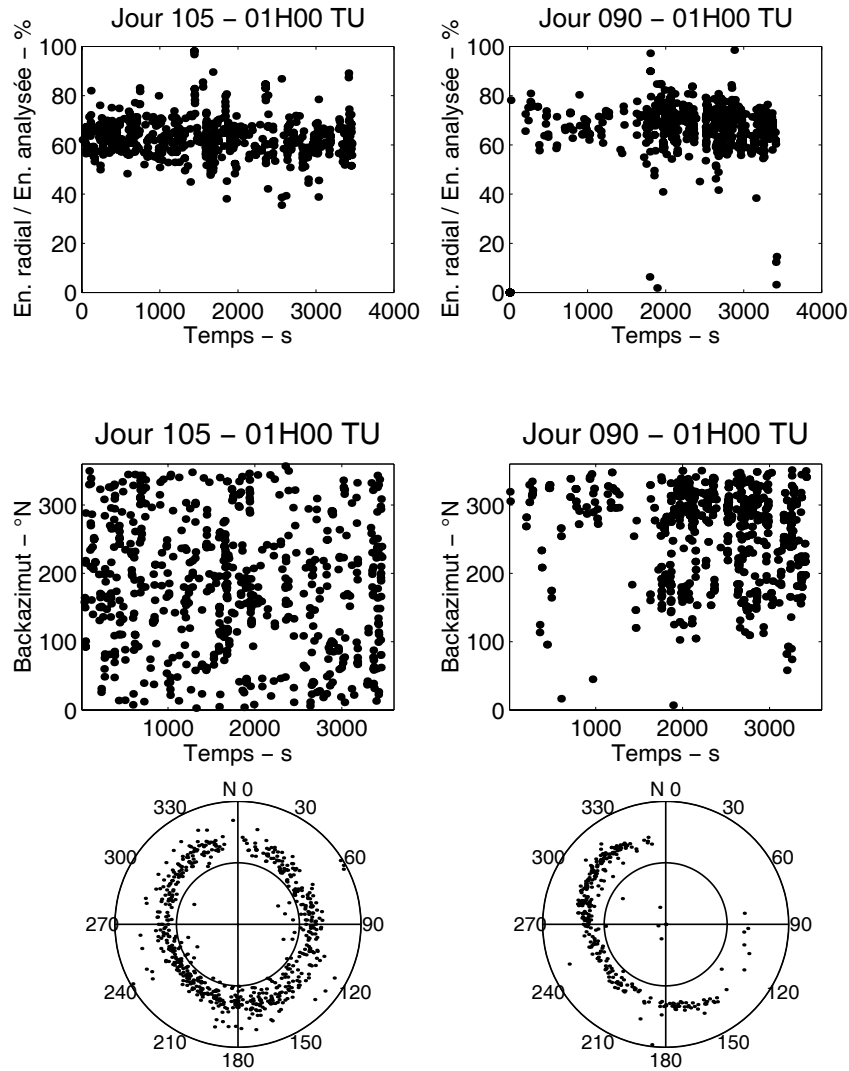 Jour 105 – 01H00 TU
Jour 090 – 01H00 TU
En. radial / En. analysée – %
100
80
60
40
20
0
0 1000 2000 3000 4000
Temps – s
En. radial / En. analysée – %
100
80
60
40
20
0
0 1000 2000 3000 4000
Temps – s
Jour 105 – 01H00 TU
Jour 090 – 01H00 TU
Backazimut – °N
300
200
100
0
1000 2000 3000
Temps – s
Backazimut – °N
300
200
100
0
1000 2000 3000
Temps – s
N 0
330 30
300 60
270 90
240 120
210 150
180
N 0
330 30
300 60
270 90
240 120
210 150
180